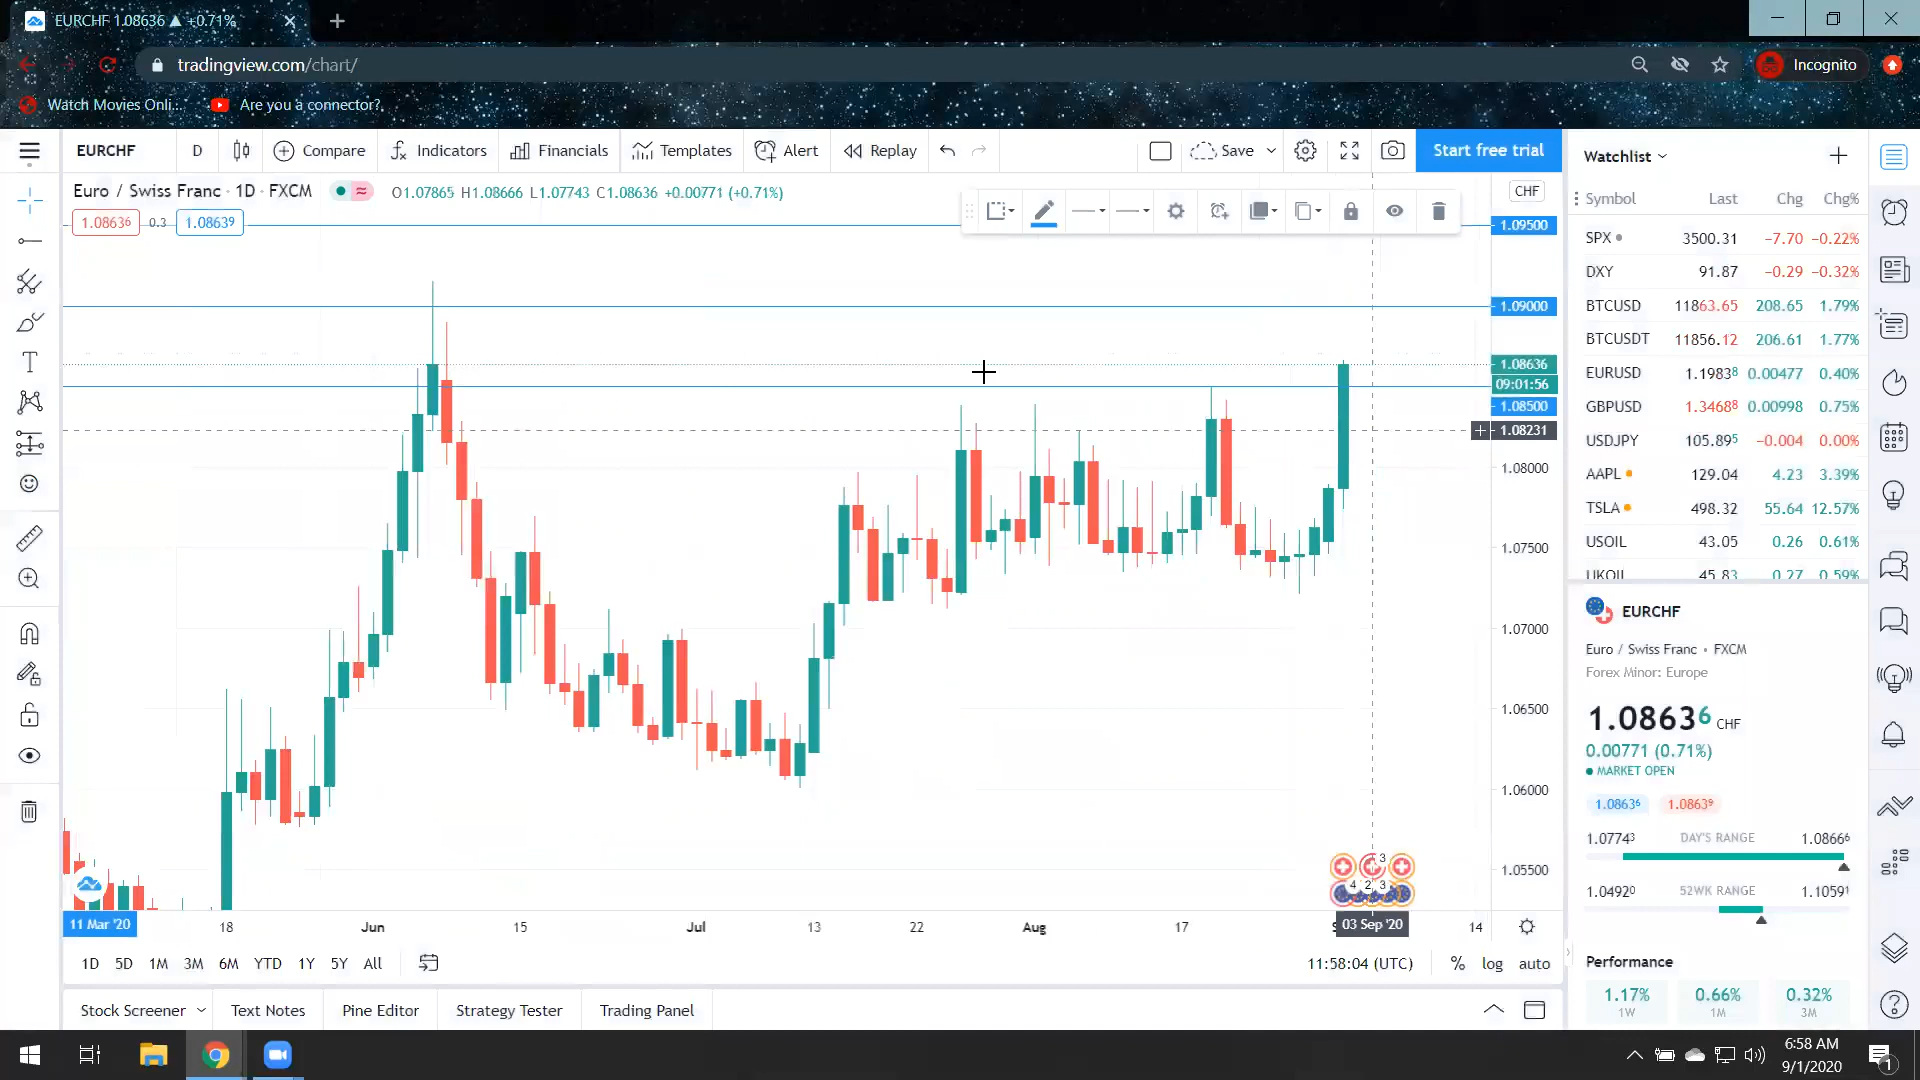 EURCHF 1.08636 ▲ +0.71%
tradingview.com/chart/
Incognito
Watch Movies Onli...
Are you a connector?
EURCHF
D
Compare
Indicators
Financials
Templates
Alert
Replay
Save
Start free trial
Euro / Swiss Franc · 1D · FXCM
O1.07865 H1.08666 L1.07743 C1.08636 +0.00771 (+0.71%)
1.08636 0.3 1.08639
CHF
1.09500
1.09000
1.08636
09:01:56
1.08500
1.08231
1.08000
1.07500
1.07000
1.06500
1.06000
1.05500
3
4 2 3
11 Mar '20 18 Jun 15 Jul 13 22 Aug 17 03 Sep '20 14
1D 5D 1M 3M 6M YTD 1Y 5Y All
11:58:04 (UTC) % log auto
Stock Screener Text Notes Pine Editor Strategy Tester Trading Panel
Watchlist
Symbol Last Chg Chg%
SPX 3500.31 −7.70 −0.22%
DXY 91.87 −0.29 −0.32%
BTCUSD 11863.65 208.65 1.79%
BTCUSDT 11856.12 206.61 1.77%
EURUSD 1.19838 0.00477 0.40%
GBPUSD 1.34688 0.00998 0.75%
USDJPY 105.895 −0.004 0.00%
AAPL 129.04 4.23 3.39%
TSLA 498.32 55.64 12.57%
USOIL 43.05 0.26 0.61%
UKOIL 45.83 0.27 0.59%
EURCHF
Euro / Swiss Franc • FXCM
Forex Minor: Europe
1.08636 CHF
0.00771 (0.71%)
MARKET OPEN
1.08636 1.08639
1.07743 DAY'S RANGE 1.08666
1.04920 52WK RANGE 1.10591
Performance
1.17% 0.66% 0.32%
1W 1M 3M
6:58 AM
9/1/2020
1